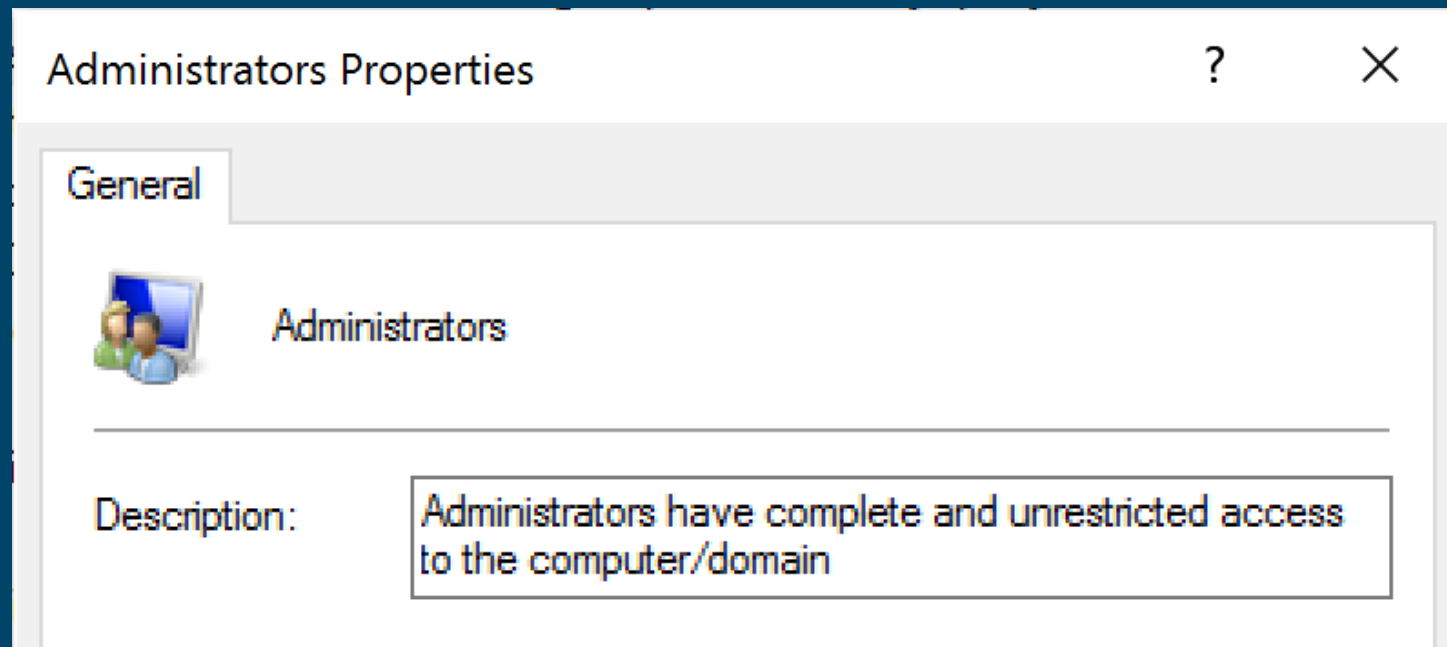 Administrators Properties ?
General
Administrators
Description: Administrators have complete and unrestricted access
to the computer/domain